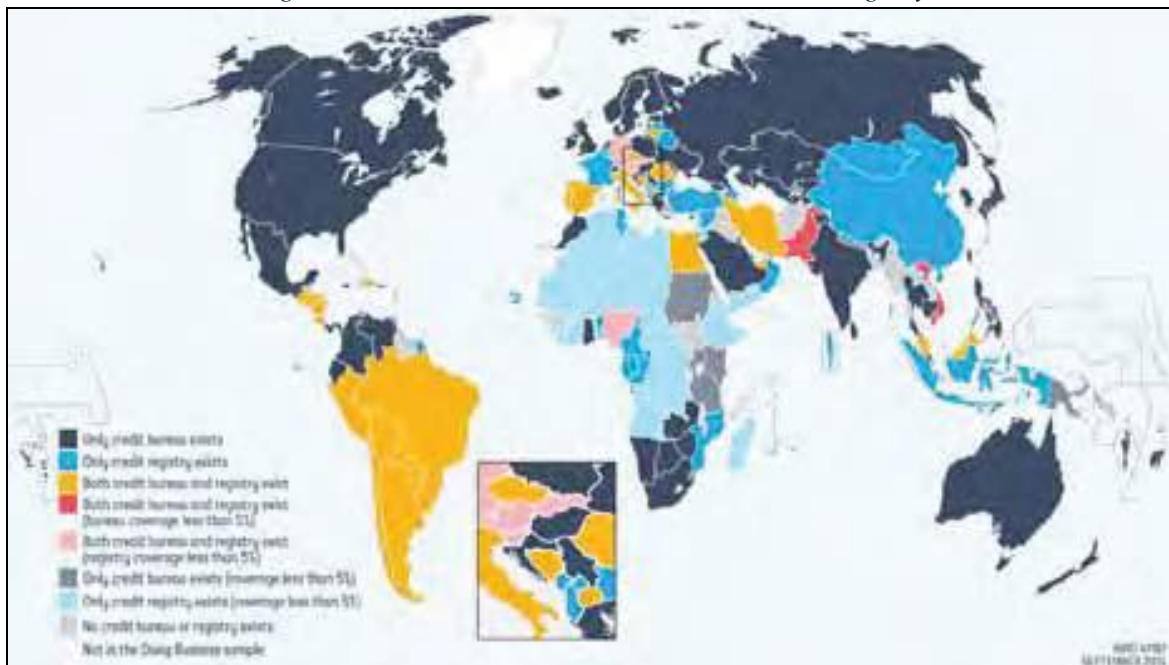 Only credit bureau exists
Only credit registry exists
Both credit bureau and registry exist
Both credit bureau and registry exist
(bureau coverage less than 5%)
Both credit bureau and registry exist
(registry coverage less than 5%)
Only credit bureau exists (coverage less than 5%)
Only credit registry exists (coverage less than 5%)
No credit bureau or registry exists
Not in the Doing Business sample
SEPTEMBER